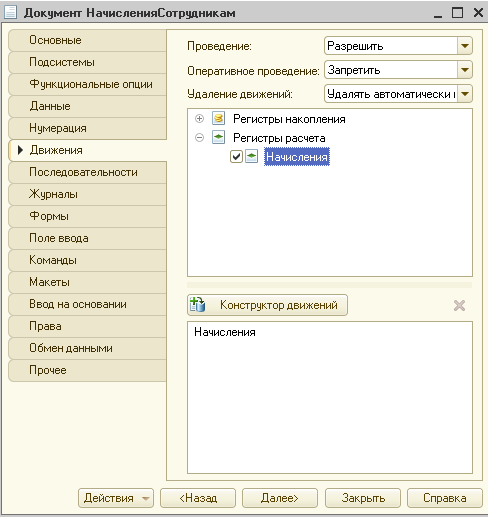 Документ НачисленияСотрудникам
Основные
Подсистемы
Функциональные опции
Данные
Нумерация
Движения
Последовательности
Журналы
Формы
Поле ввода
Команды
Макеты
Ввод на основании
Права
Обмен данными
Прочее
Проведение: Разрешить
Оперативное проведение: Запретить
Удаление движений: Удалять автоматически
Регистры накопления
Регистры расчета
Начисления
Конструктор движений
Начисления
Действия <Назад Далее> Закрыть Справка